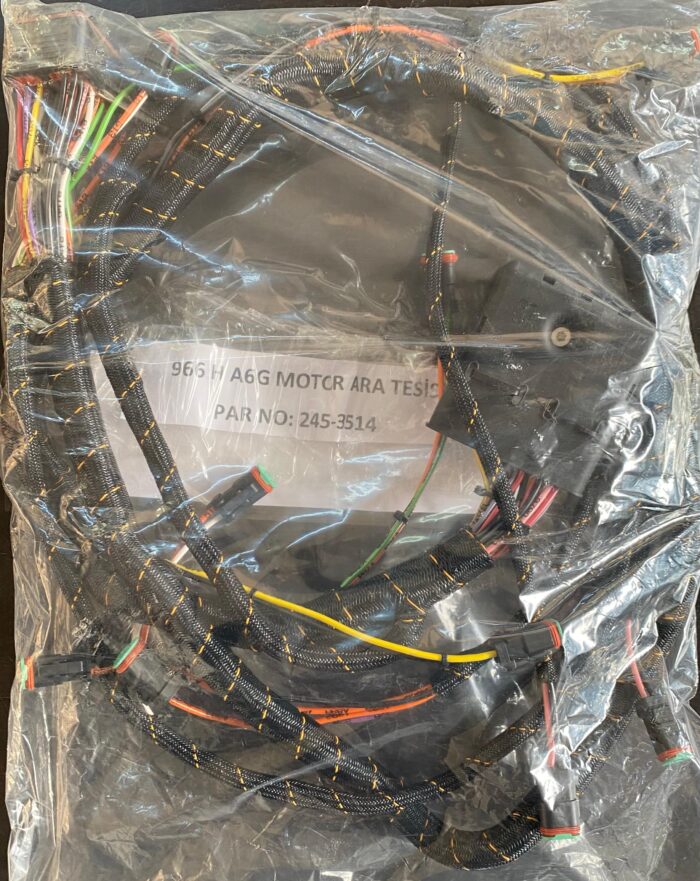 966 H A6G MOTOR ARA TESİS
PAR NO: 245-3514